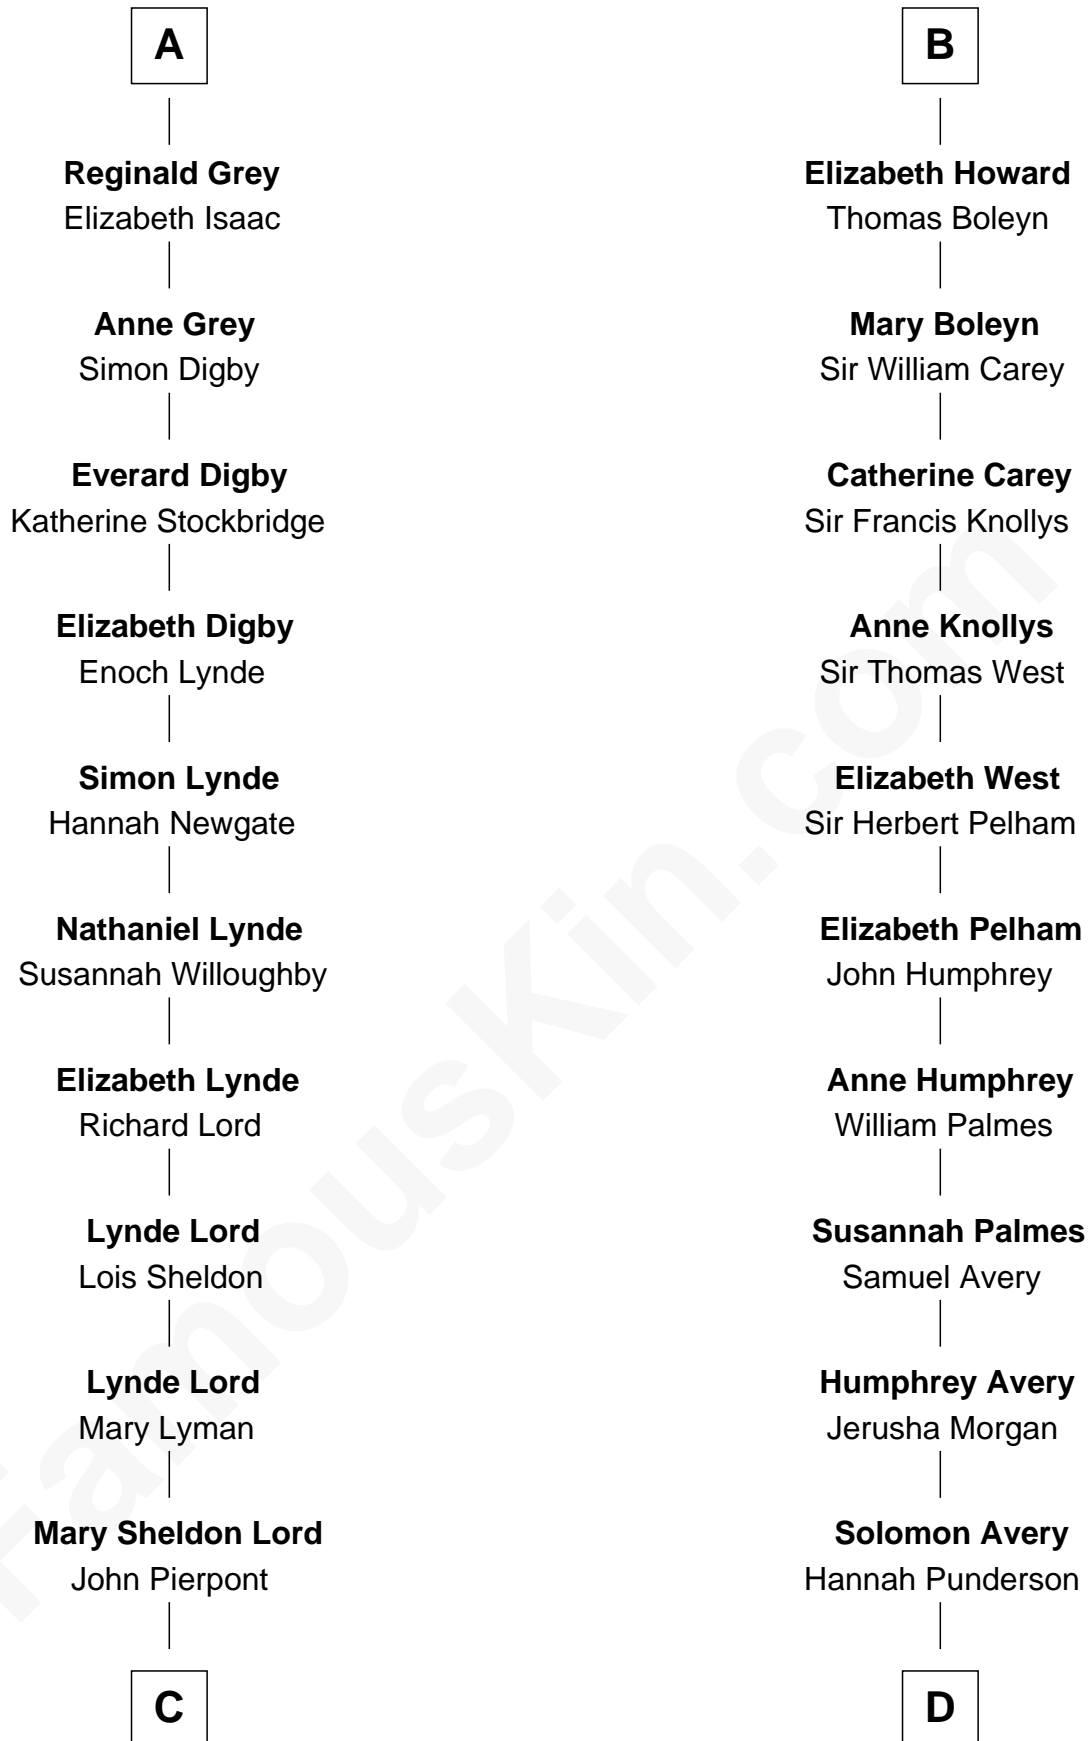 A
Reginald Grey
Elizabeth Isaac
Anne Grey
Simon Digby
Everard Digby
Katherine Stockbridge
Elizabeth Digby
Enoch Lynde
Simon Lynde
Hannah Newgate
Nathaniel Lynde
Susannah Willoughby
Elizabeth Lynde
Richard Lord
Lynde Lord
Lois Sheldon
Lynde Lord
Mary Lyman
Mary Sheldon Lord
John Pierpont
C
B
Elizabeth Howard
Thomas Boleyn
Mary Boleyn
Sir William Carey
Catherine Carey
Sir Francis Knollys
Anne Knollys
Sir Thomas West
Elizabeth West
Sir Herbert Pelham
Elizabeth Pelham
John Humphrey
Anne Humphrey
William Palmes
Susannah Palmes
Samuel Avery
Humphrey Avery
Jerusha Morgan
Solomon Avery
Hannah Punderson
D
FamousKin.com